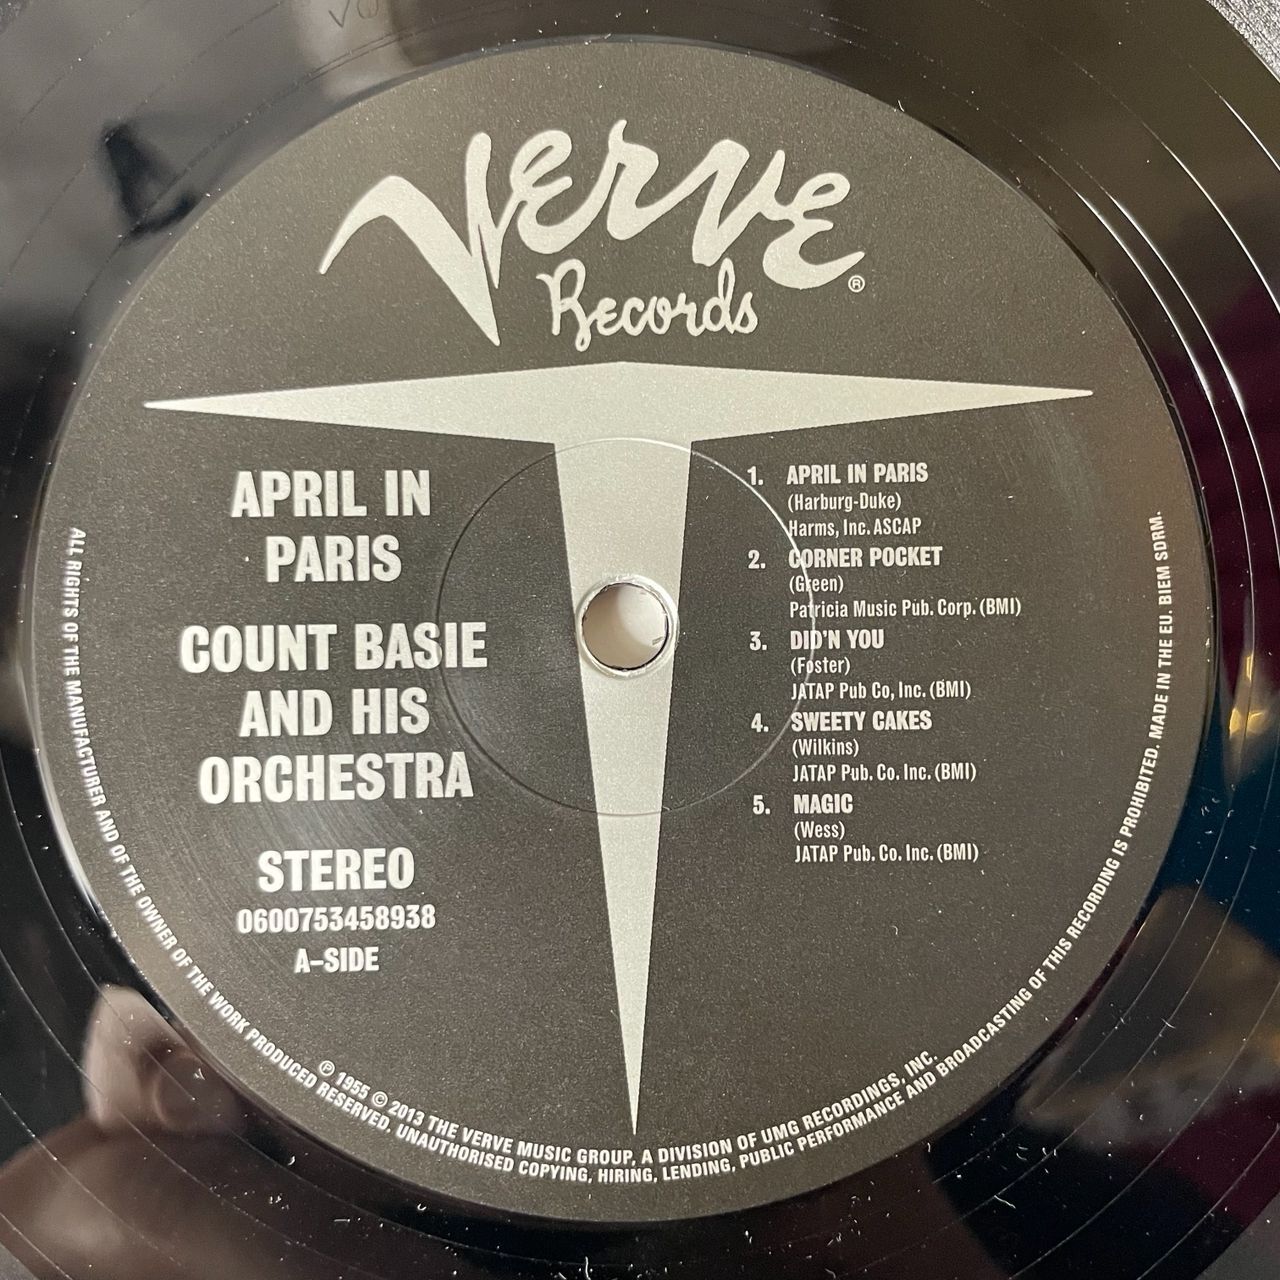 Verve
Records®
APRIL IN
PARIS
COUNT BASIE
AND HIS
ORCHESTRA
STEREO
0600753458938
A–SIDE
1. APRIL IN PARIS
(Harburg-Duke)
Harms, Inc. ASCAP
2. CORNER POCKET
(Green)
Patricia Music Pub. Corp. (BMI)
3. DID'N YOU
(Foster)
JATAP Pub Co, Inc. (BMI)
4. SWEETY CAKES
(Wilkins)
JATAP Pub. Co. Inc. (BMI)
5. MAGIC
(Wess)
JATAP Pub. Co. Inc. (BMI)
℗ 1955 © 2013 THE VERVE MUSIC GROUP, A DIVISION OF UMG RECORDINGS, INC.
ALL RIGHTS OF THE MANUFACTURER AND OF THE OWNER OF THE WORK PRODUCED RESERVED. UNAUTHORISED COPYING, HIRING, LENDING, PUBLIC PERFORMANCE AND BROADCASTING OF THIS RECORDING IS PROHIBITED. MADE IN THE EU. BIEM SDRM.